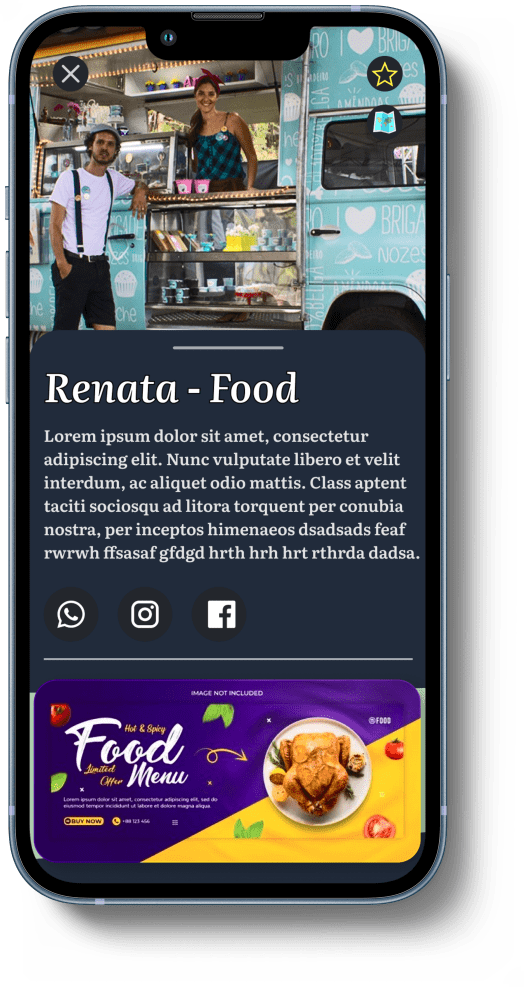 I ♥ BRIGA
AMÊNDOAS
I ♥ BRIGA
Nozes
Renata - Food
Lorem ipsum dolor sit amet, consectetur
adipiscing elit. Nunc vulputate libero et velit
interdum, ac aliquet odio mattis. Class aptent
taciti sociosqu ad litora torquent per conubia
nostra, per inceptos himenaeos dsadsads feaf
rwrwh ffsasaf gfdgd hrth hrh hrt rthrda dadsa.
IMAGE NOT INCLUDED
Hot & Spicy
FOOD
Food
Limited
Offer
Menu
Lorem ipsum dolor sit amet, consectetur adipiscing elit, sed do
eiusmod tempor incididunt ut labore et dolore magna aliqua.
BUY NOW
+88 123 456